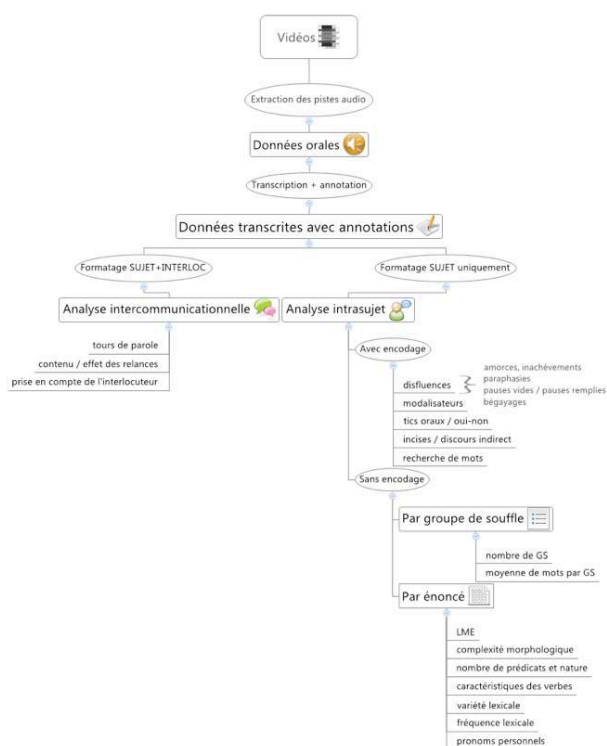 Vidéos
Extraction des pistes audio
Données orales
Transcription + annotation
Données transcrites avec annotations
Formatage SUJET+INTERLOC
Formatage SUJET uniquement
Analyse intercommunicationnelle
Analyse intrasujet
tours de parole
contenu / effet des relances
prise en compte de l'interlocuteur
Avec encodage
disfluences
amorces, inachèvements
paraphasies
pauses vides / pauses remplies
bégayages
modalisateurs
tics oraux / oui-non
incises / discours indirect
recherche de mots
Sans encodage
Par groupe de souffle
nombre de GS
moyenne de mots par GS
Par énoncé
LME
complexité morphologique
nombre de prédicats et nature
caractéristiques des verbes
variété lexicale
fréquence lexicale
pronoms personnels